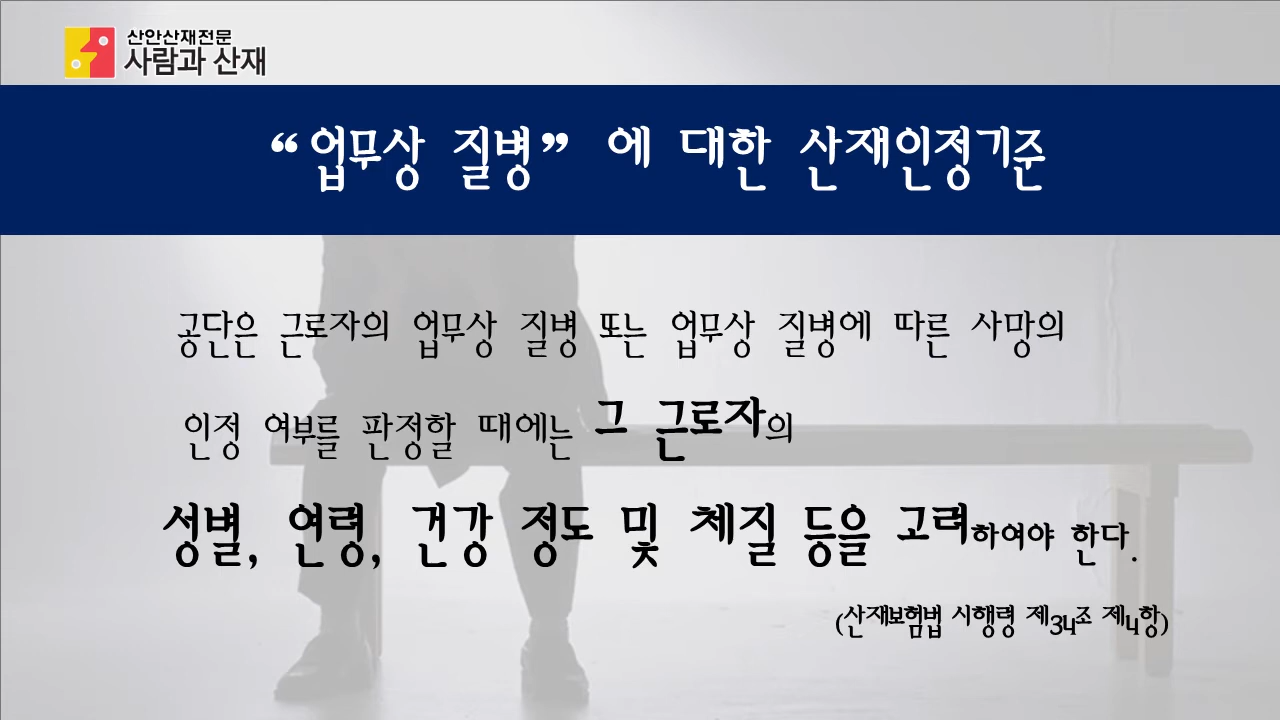 산안산재전문
사람과 산재
“업무상 질병” 에 대한 산재인정기준
공단은 근로자의 업무상 질병 또는 업무상 질병에 따른 사망의
인정 여부를 판정할 때에는 그 근로자의
성별, 연령, 건강 정도 및 체질 등을 고려하여야 한다.
(산재보험법 시행령 제34조 제4항)